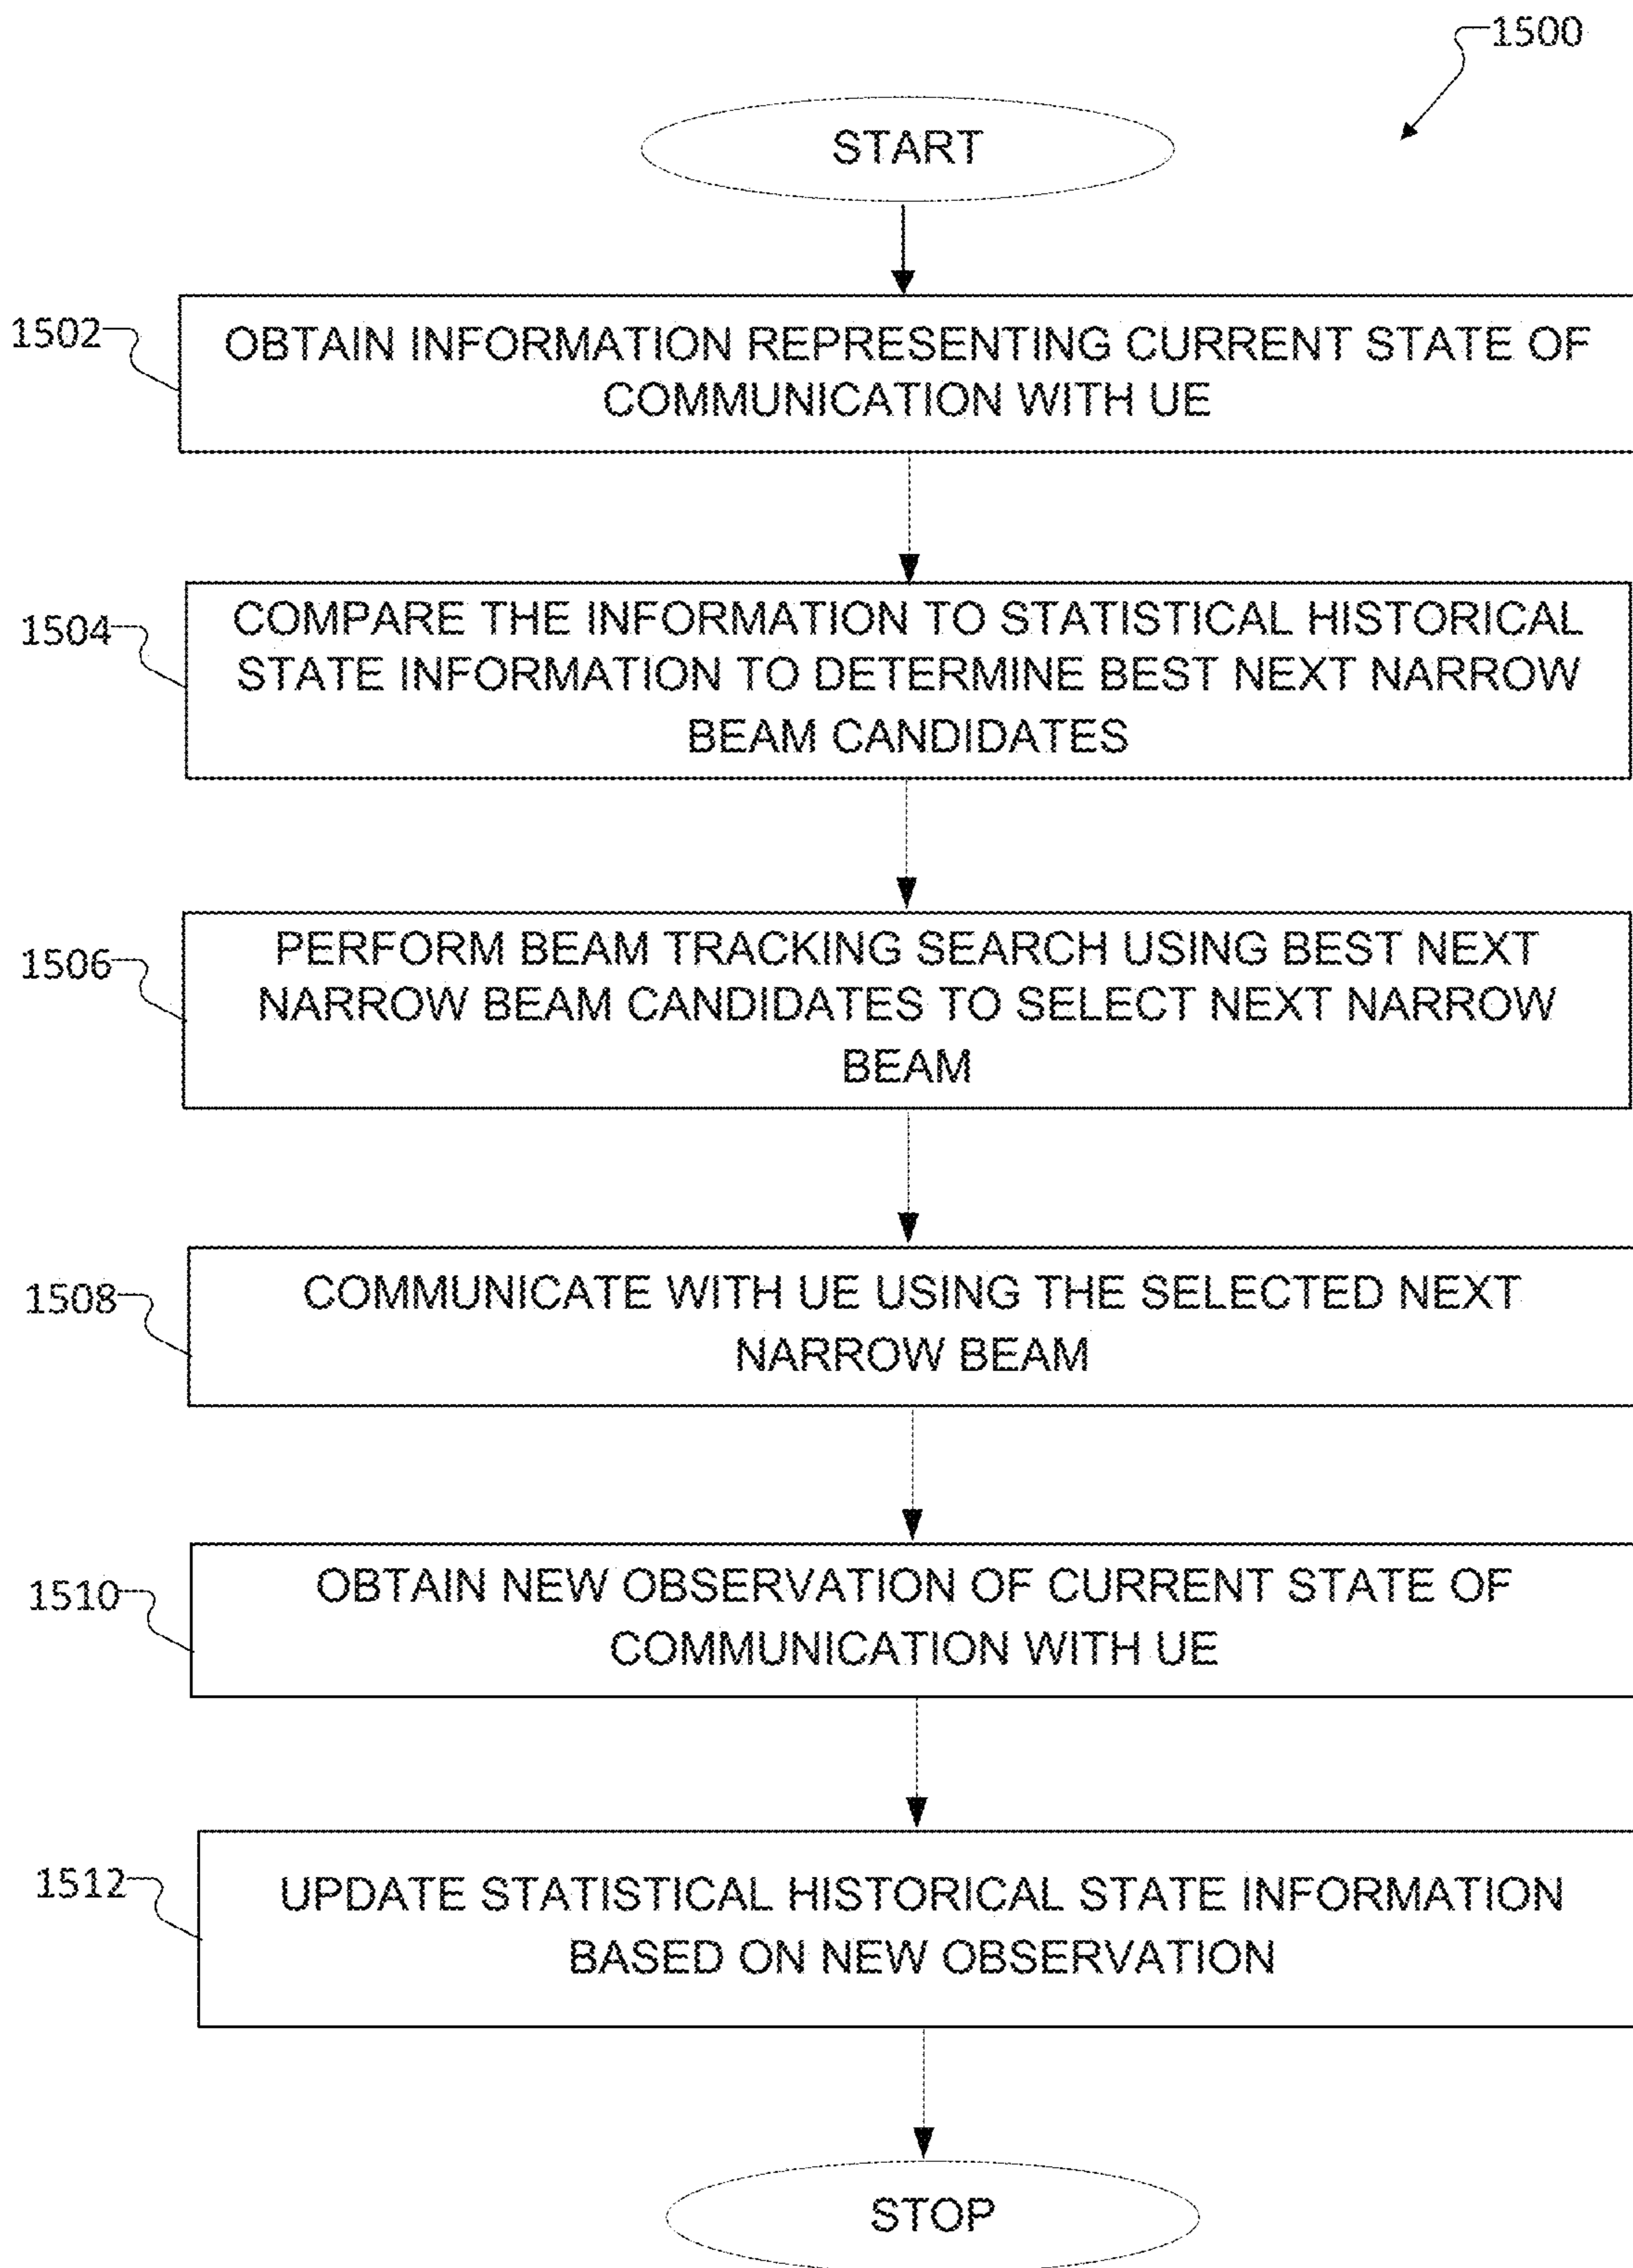 1500
START
1502
OBTAIN INFORMATION REPRESENTING CURRENT STATE OF
COMMUNICATION WITH UE
1504
COMPARE THE INFORMATION TO STATISTICAL HISTORICAL
STATE INFORMATION TO DETERMINE BEST NEXT NARROW
BEAM CANDIDATES
1506
PERFORM BEAM TRACKING SEARCH USING BEST NEXT
NARROW BEAM CANDIDATES TO SELECT NEXT NARROW
BEAM
1508
COMMUNICATE WITH UE USING THE SELECTED NEXT
NARROW BEAM
1510
OBTAIN NEW OBSERVATION OF CURRENT STATE OF
COMMUNICATION WITH UE
1512
UPDATE STATISTICAL HISTORICAL STATE INFORMATION
BASED ON NEW OBSERVATION
STOP